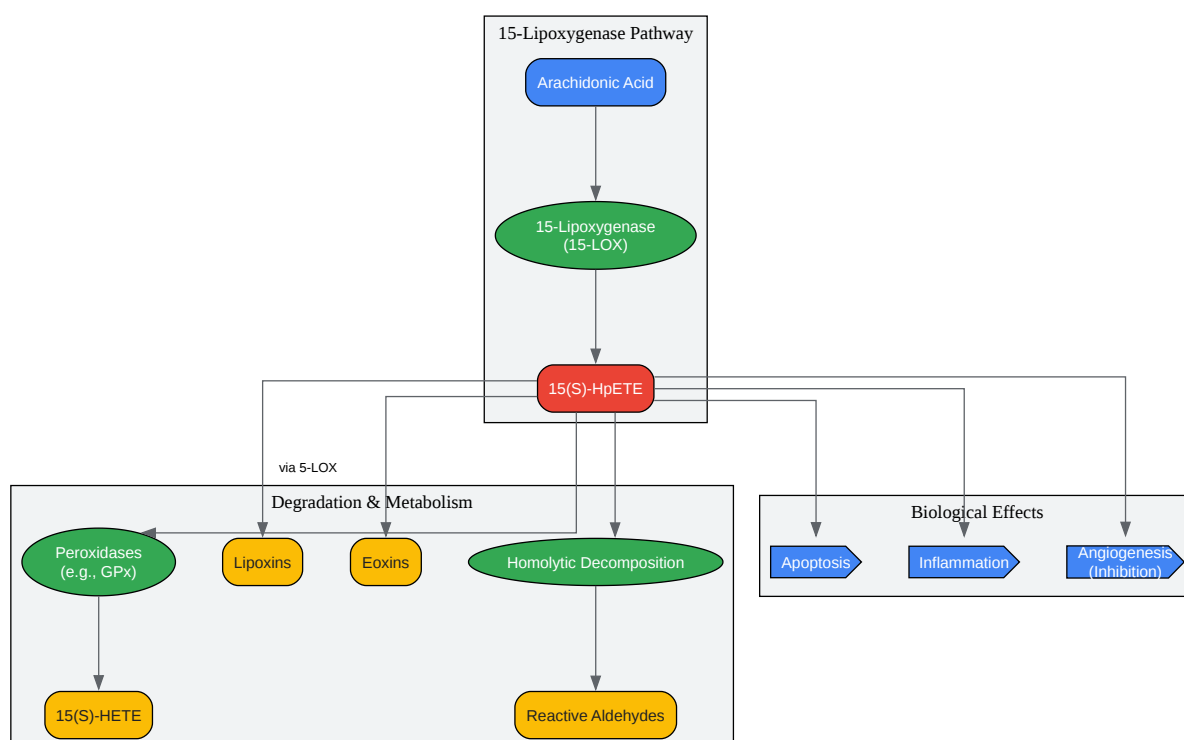 15-Lipoxygenase Pathway
Arachidonic Acid
15-Lipoxygenase
(15-LOX)
15(S)-HpETE
via 5-LOX
Degradation & Metabolism
Biological Effects
Peroxidases
(e.g., GPx)
Lipoxins
Eoxins
Homolytic Decomposition
Apoptosis
Inflammation
Angiogenesis
(Inhibition)
15(S)-HETE
Reactive Aldehydes